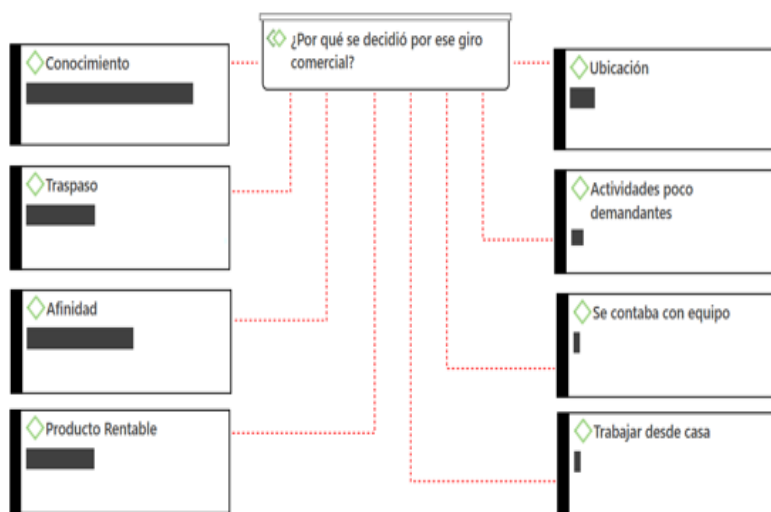 ¿Por qué se decidió por ese giro
comercial?
Conocimiento
Traspaso
Afinidad
Producto Rentable
Ubicación
Actividades poco
demandantes
Se contaba con equipo
Trabajar desde casa